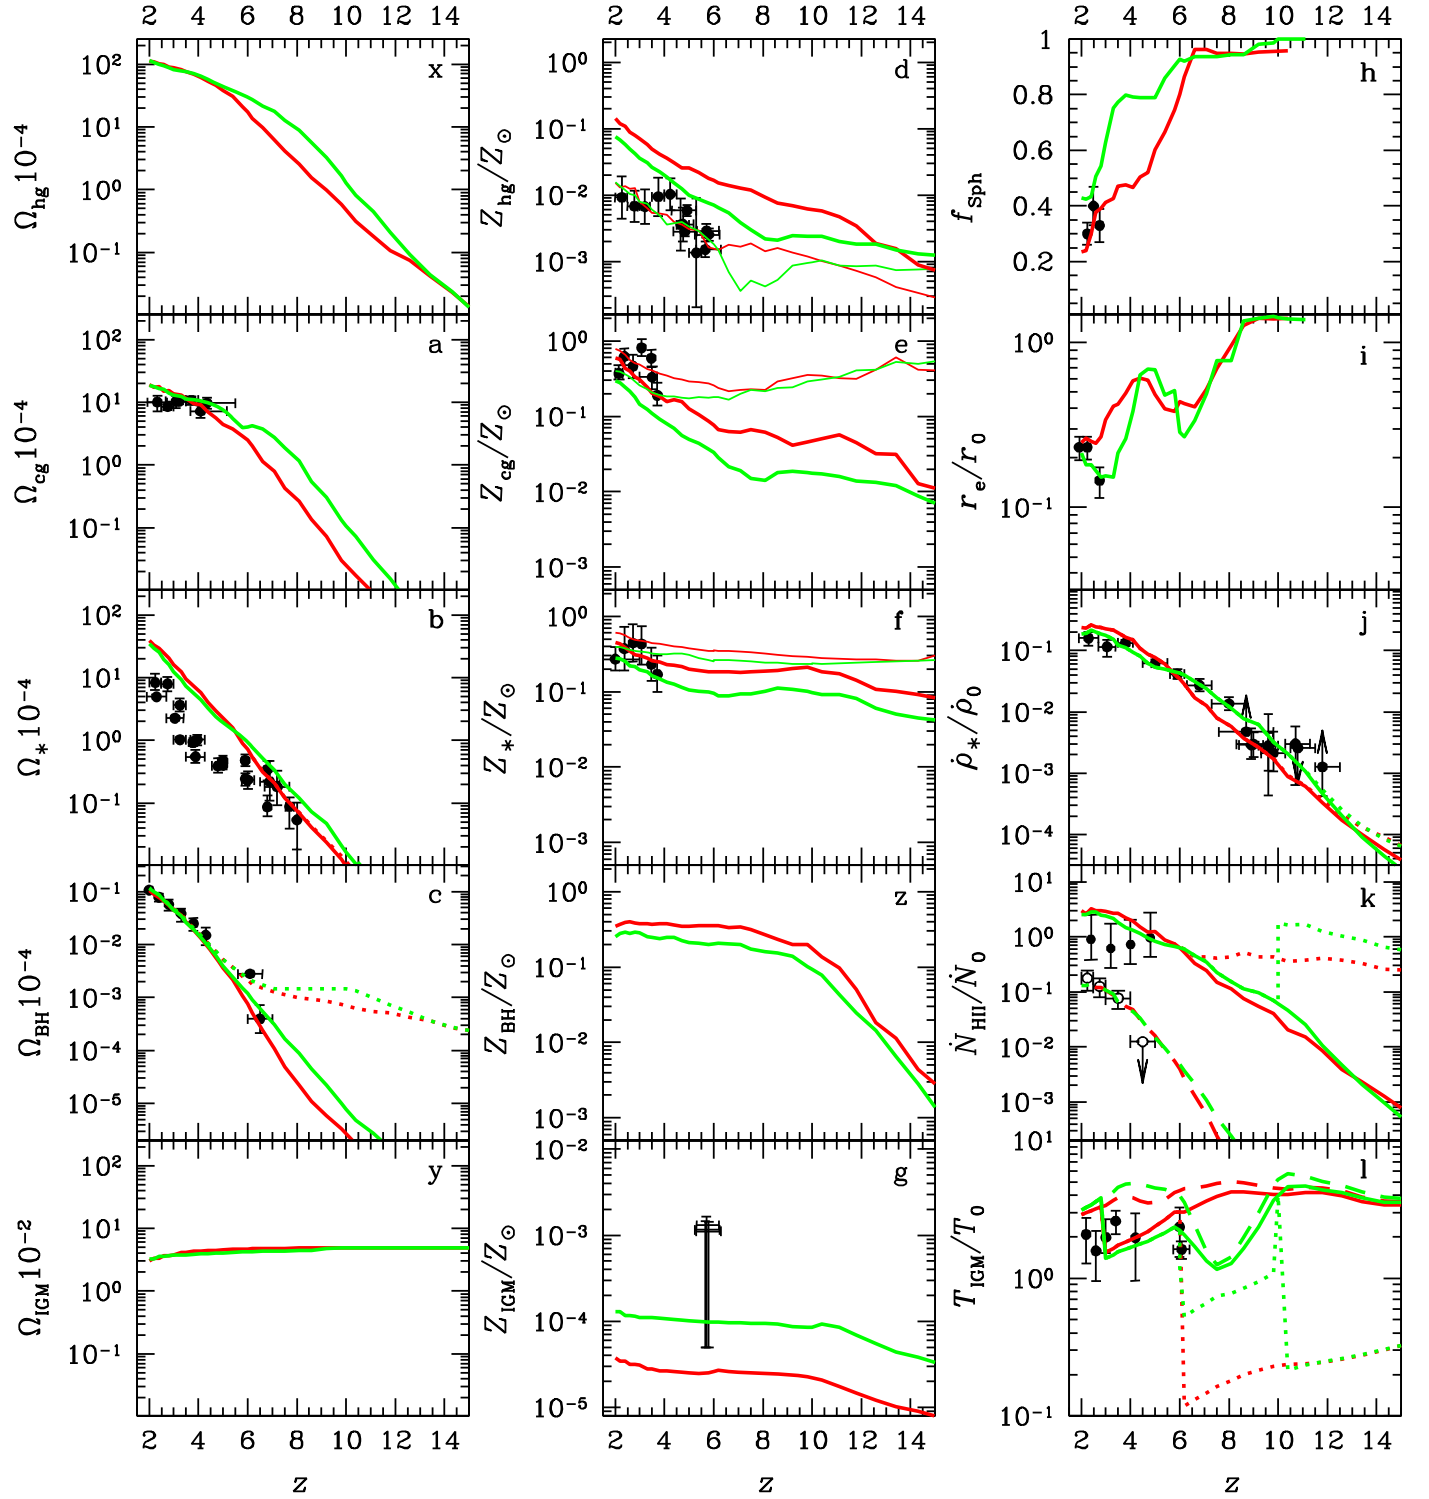 2 4 6 8 10 12 14
2 4 6 8 10 12 14
2 4 6 8 10 12 14
Ω_hg 10^-4
10^2
10^1
10^0
10^-1
x
Z_hg/Z_⊙
10^0
10^-1
10^-2
10^-3
d
f_Sph
1
0.8
0.6
0.4
0.2
h
Ω_cg 10^-4
10^2
10^1
10^0
10^-1
a
Z_cg/Z_⊙
10^0
10^-1
10^-2
10^-3
e
r_e/r_0
10^0
10^-1
i
Ω_* 10^-4
10^2
10^1
10^0
10^-1
b
Z_*/Z_⊙
10^0
10^-1
10^-2
10^-3
f
ρ̇_*/ρ̇_0
10^-1
10^-2
10^-3
10^-4
j
Ω_BH 10^-4
10^-1
10^-2
10^-3
10^-4
10^-5
c
Z_BH/Z_⊙
10^0
10^-1
10^-2
10^-3
z
Ṅ_HII/Ṅ_0
10^1
10^0
10^-1
10^-2
10^-3
k
Ω_IGM 10^-2
10^2
10^1
10^0
10^-1
y
Z_IGM/Z_⊙
10^-2
10^-3
10^-4
10^-5
g
T_IGM/T_0
10^1
10^0
10^-1
l
2 4 6 8 10 12 14
2 4 6 8 10 12 14
2 4 6 8 10 12 14
z
z
z